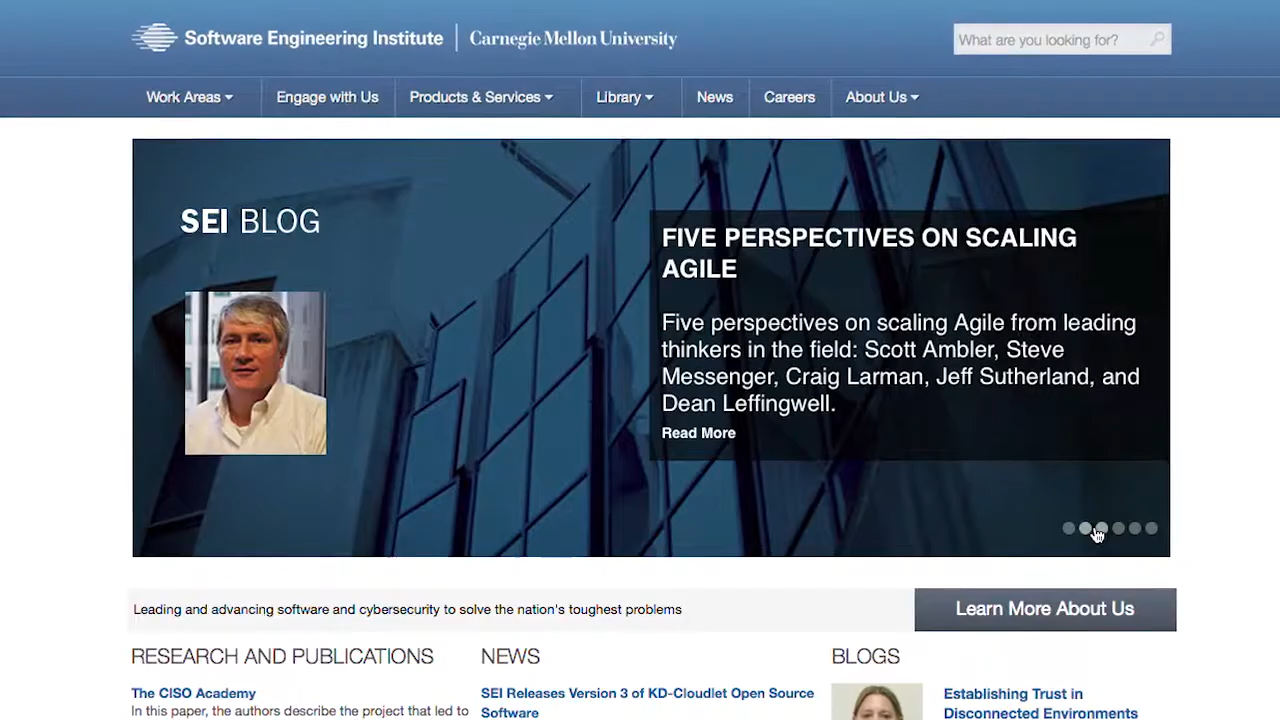 Software Engineering Institute | Carnegie Mellon University
What are you looking for?
Work Areas Engage with Us Products & Services Library News Careers About Us
SEI BLOG
FIVE PERSPECTIVES ON SCALING
AGILE
Five perspectives on scaling Agile from leading
thinkers in the field: Scott Ambler, Steve
Messenger, Craig Larman, Jeff Sutherland, and
Dean Leffingwell.
Read More
Leading and advancing software and cybersecurity to solve the nation's toughest problems
Learn More About Us
RESEARCH AND PUBLICATIONS
The CISO Academy
In this paper, the authors describe the project that led to
NEWS
SEI Releases Version 3 of KD-Cloudlet Open Source
Software
BLOGS
Establishing Trust in
Disconnected Environments